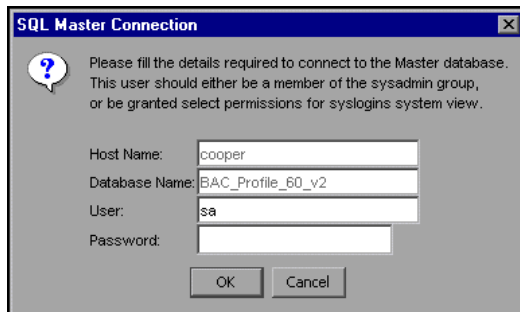 SQL Master Connection
Please fill the details required to connect to the Master database.
This user should either be a member of the sysadmin group,
or be granted select permissions for syslogins system view.
Host Name: cooper
Database Name: BAC_Profile_60_v2
User: sa
Password:
OK Cancel